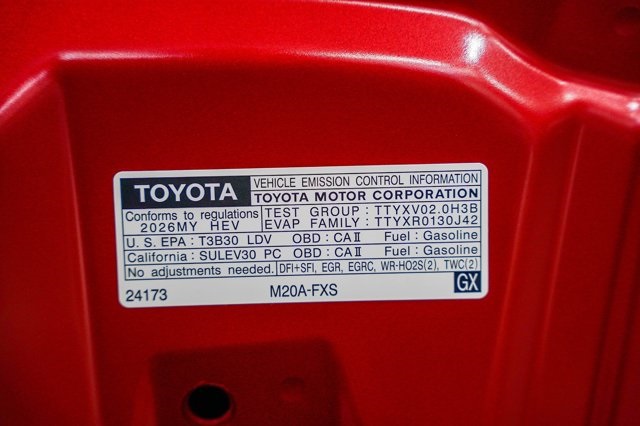 TOYOTA
VEHICLE EMISSION CONTROL INFORMATION
TOYOTA MOTOR CORPORATION
Conforms to regulations
2026MY HEV
TEST GROUP : TTYXV02.0H3B
EVAP FAMILY : TTYXR0130J42
U. S. EPA : T3B30 LDV OBD : CAⅡ Fuel : Gasoline
California : SULEV30 PC OBD : CAⅡ Fuel : Gasoline
No adjustments needed. DFI+SFI, EGR, EGRC, WR-HO2S(2), TWC(2)
24173 M20A-FXS GX